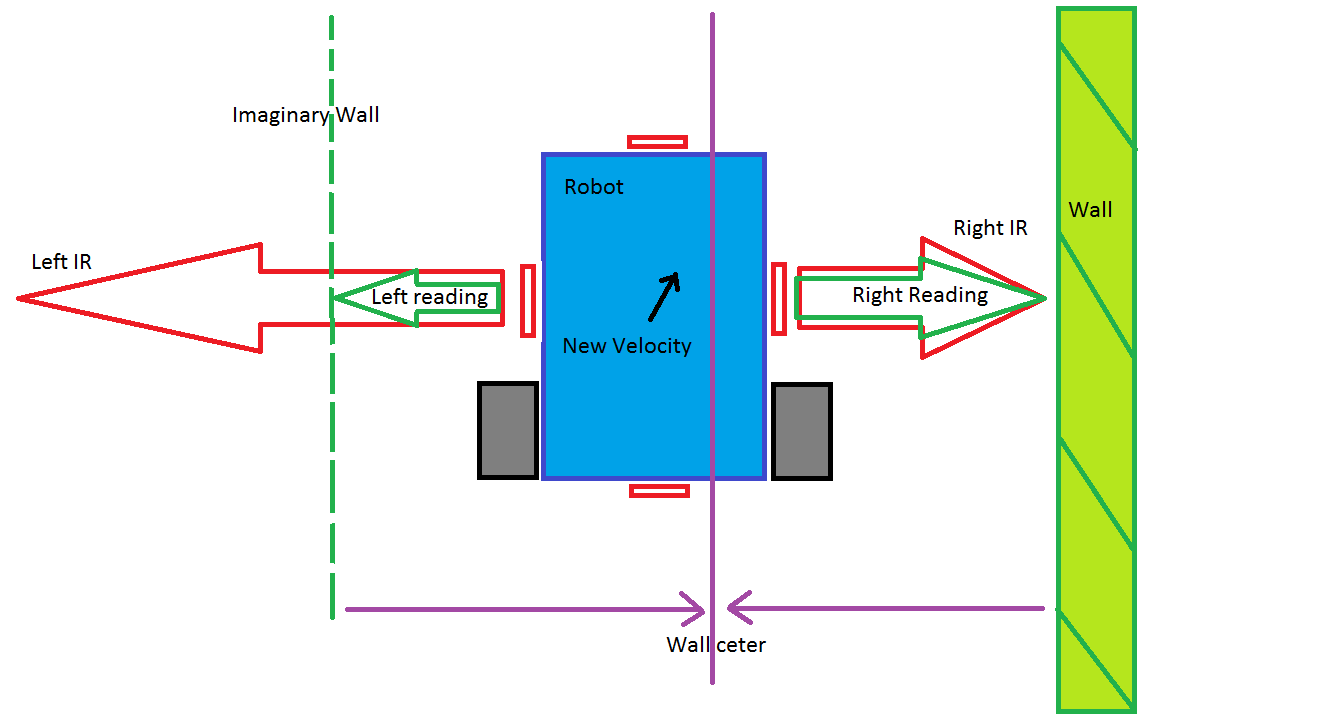 Imaginary Wall
Robot
Wall
Right IR
Left IR
Left reading
Right Reading
New Velocity
Wall ceter